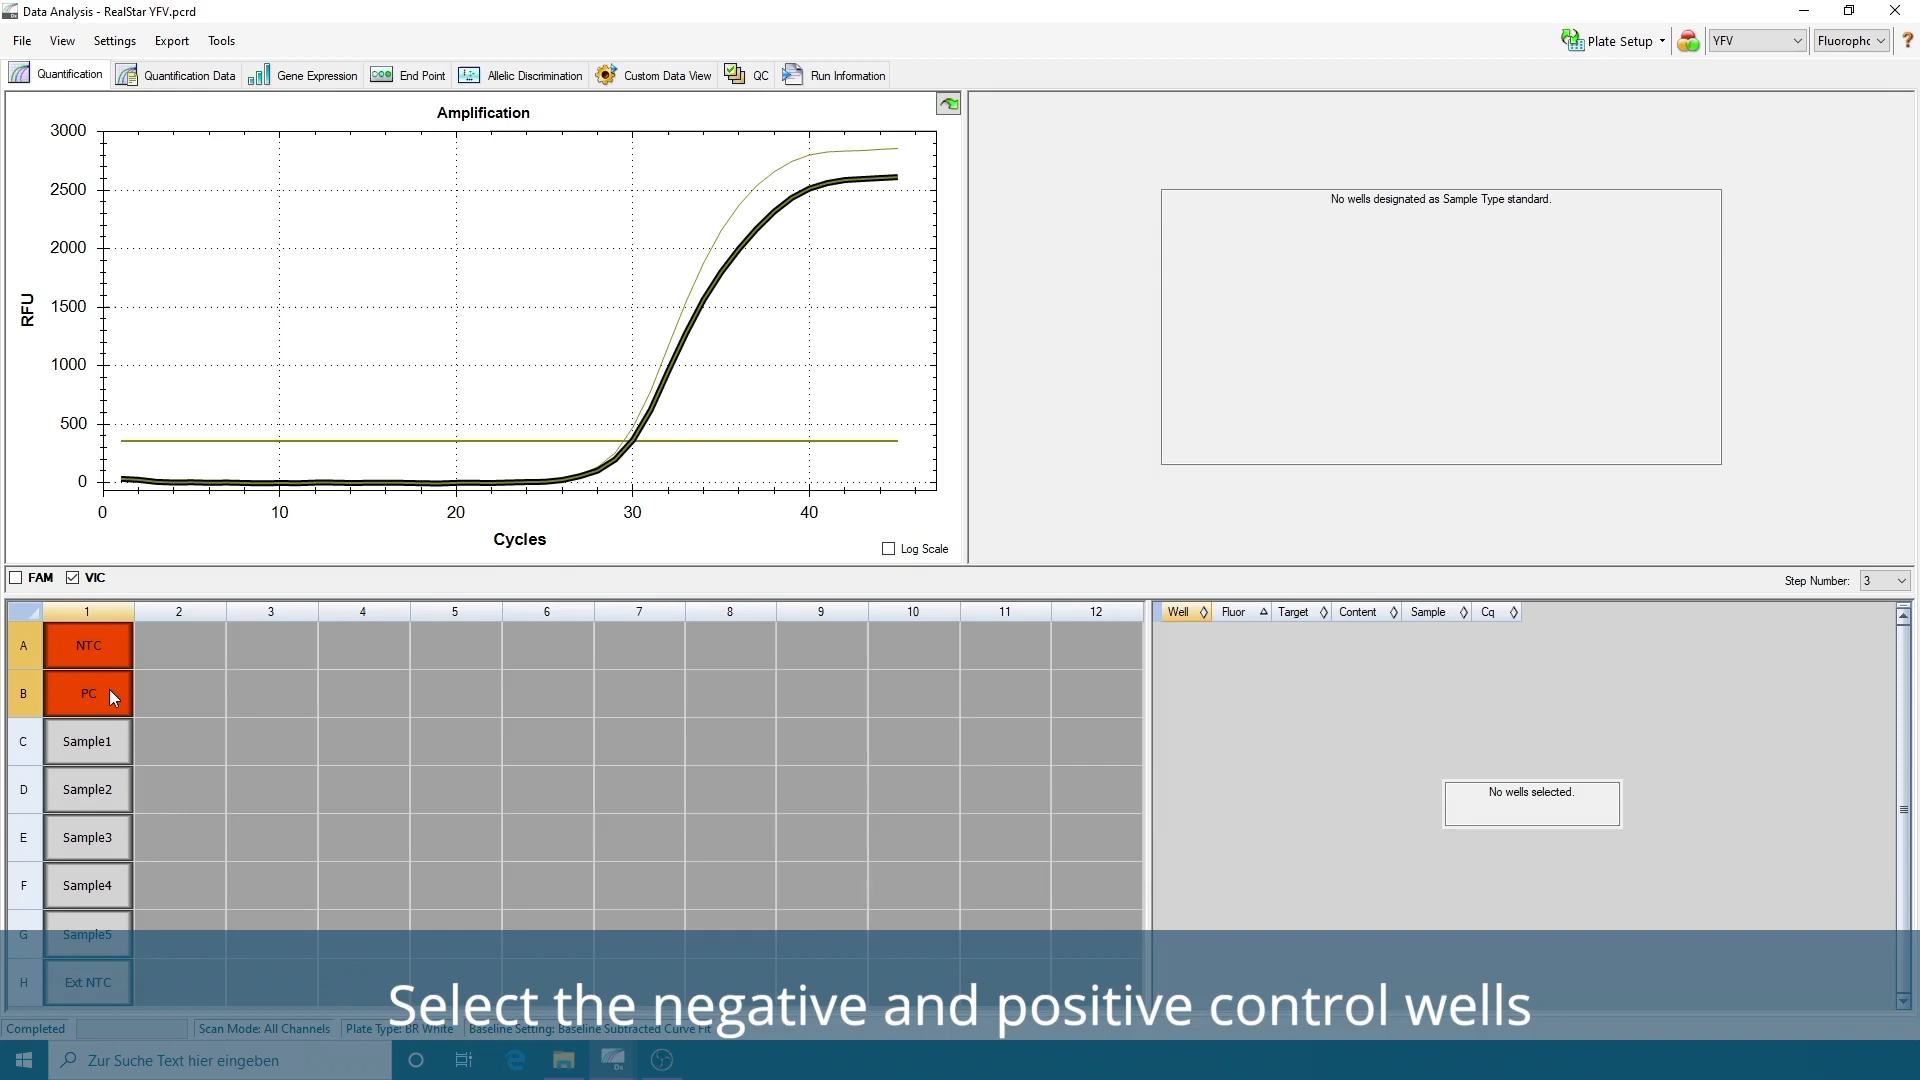 Data Analysis - RealStar YFV.pcrd
File View Settings Export Tools
Plate Setup YFV Fluorophc ?
Quantification Quantification Data Gene Expression End Point Allelic Discrimination Custom Data View QC Run Information
Amplification
3000
2500
2000
1500
1000
500
0
RFU
0 10 20 30 40
Cycles
Log Scale
No wells designated as Sample Type standard.
FAM VIC
Step Number: 3
1 2 3 4 5 6 7 8 9 10 11 12
A NTC
B PC
C Sample1
D Sample2
E Sample3
F Sample4
G Sample5
H Ext NTC
Well Fluor Target Content Sample Cq
No wells selected.
Select the negative and positive control wells
Completed Scan Mode: All Channels Plate Type: BR White Baseline Setting: Baseline Subtracted Curve Fit
Zur Suche Text hier eingeben